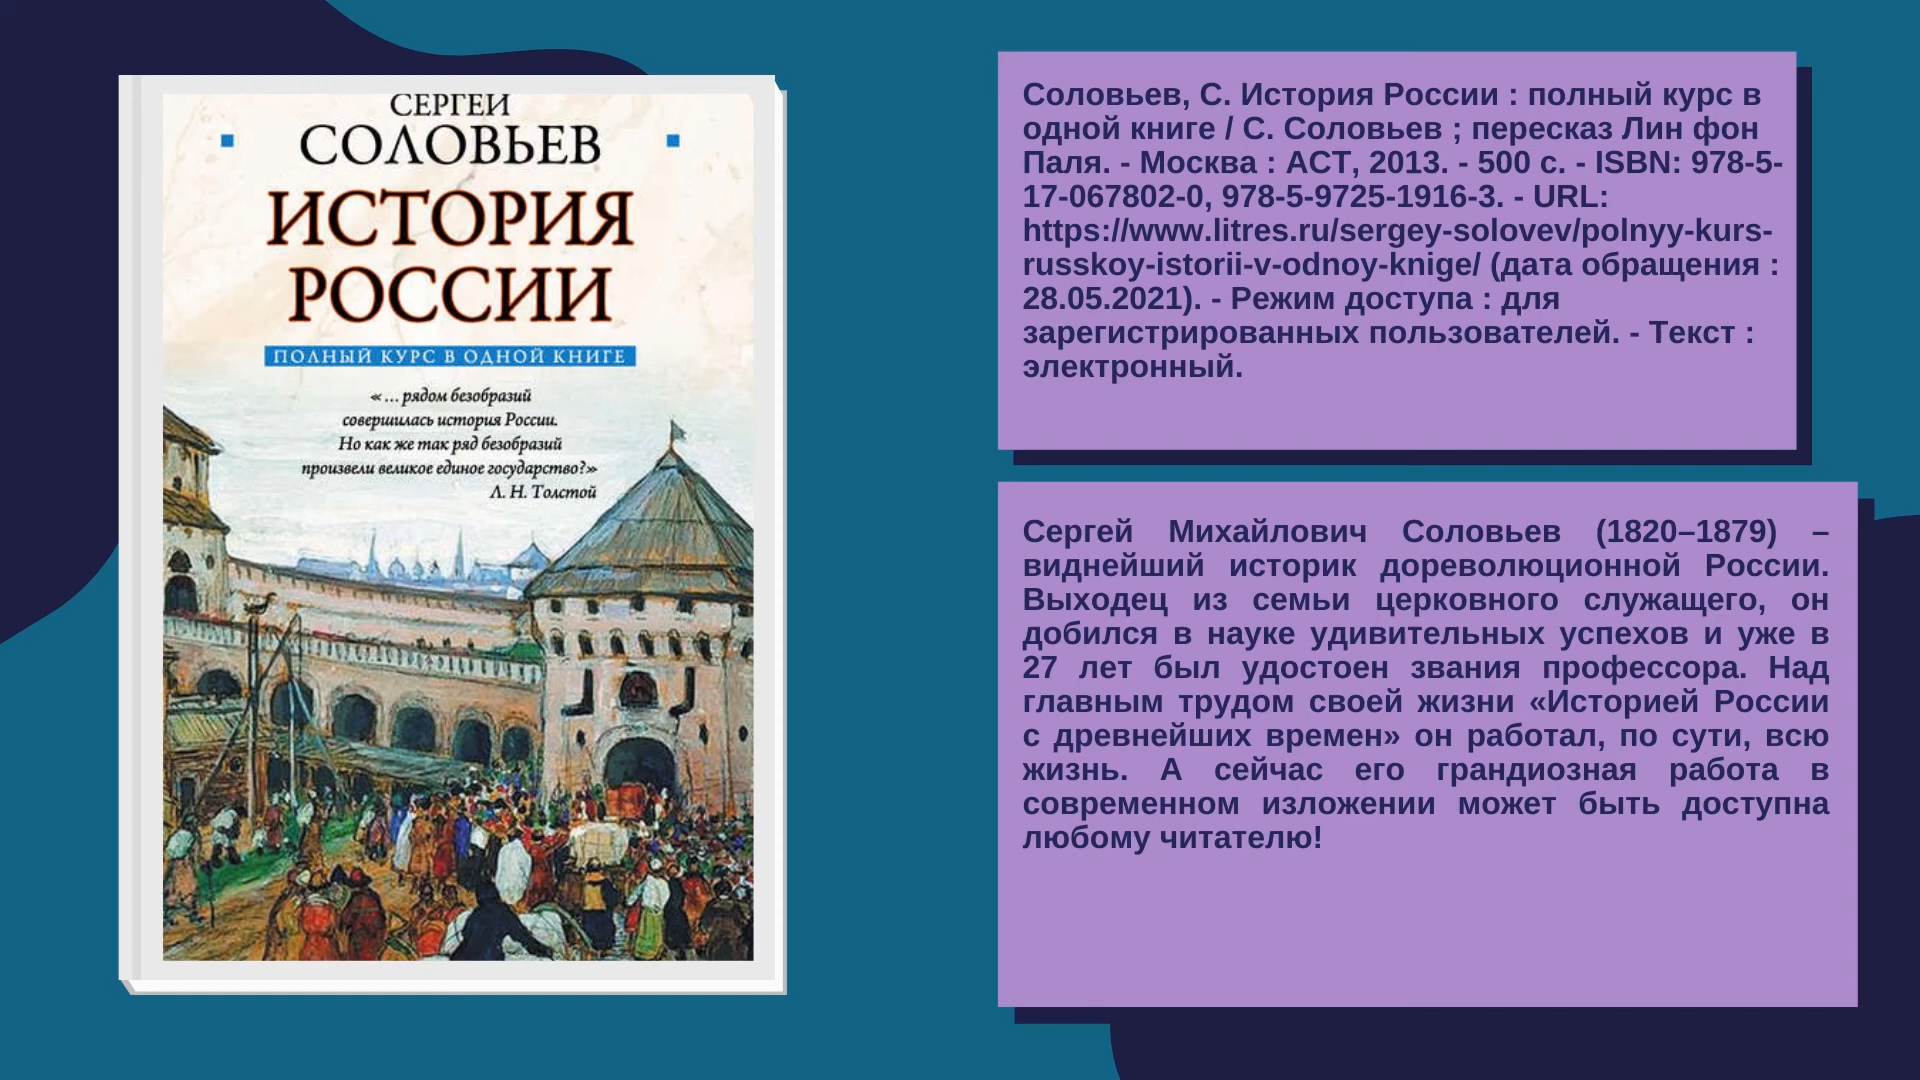 СЕРГЕЙ
СОЛОВЬЕВ
ИСТОРИЯ
РОССИИ
ПОЛНЫЙ КУРС В ОДНОЙ КНИГЕ
«…рядом безобразий
совершилась история России.
Но как же так ряд безобразий
произвели великое единое государство?»
Л. Н. Толстой
Соловьев, С. История России : полный курс в
одной книге / С. Соловьев ; пересказ Лин фон
Паля. - Москва : АСТ, 2013. - 500 с. - ISBN: 978-5-
17-067802-0, 978-5-9725-1916-3. - URL:
https://www.litres.ru/sergey-solovev/polnyy-kurs-
russkoy-istorii-v-odnoy-knige/ (дата обращения :
28.05.2021). - Режим доступа : для
зарегистрированных пользователей. - Текст :
электронный.
Сергей Михайлович Соловьев (1820–1879) –
виднейший историк дореволюционной России.
Выходец из семьи церковного служащего, он
добился в науке удивительных успехов и уже в
27 лет был удостоен звания профессора. Над
главным трудом своей жизни «Историей России
с древнейших времен» он работал, по сути, всю
жизнь. А сейчас его грандиозная работа в
современном изложении может быть доступна
любому читателю!